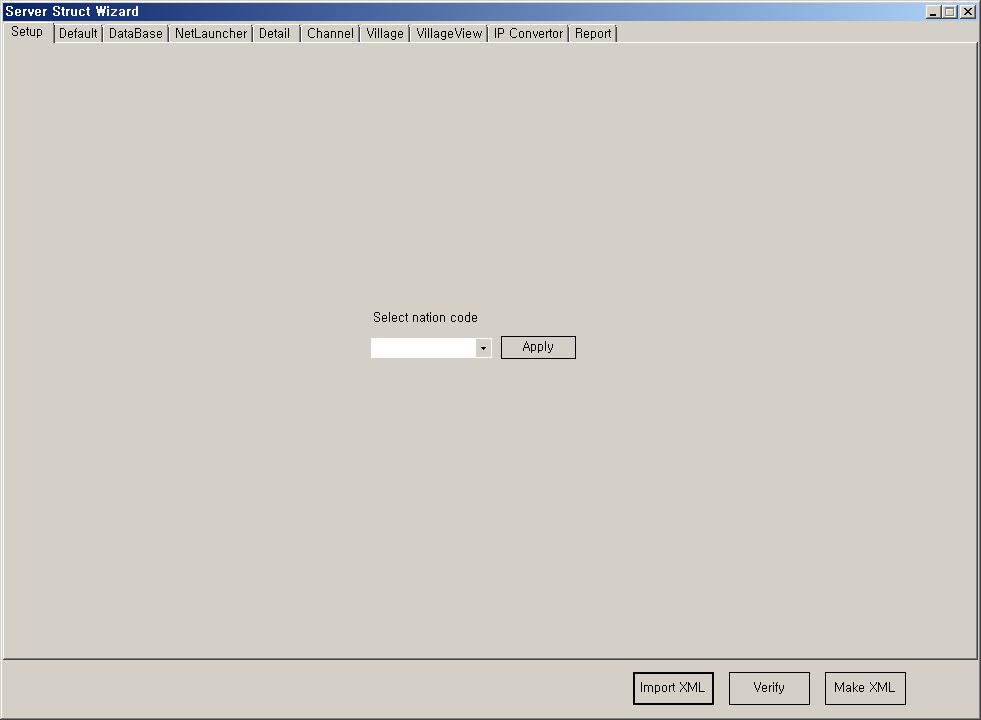 Server Struct Wizard
Setup Default DataBase NetLauncher Detail Channel Village VillageView IP Convertor Report
Select nation code
Apply
Import XML Verify Make XML